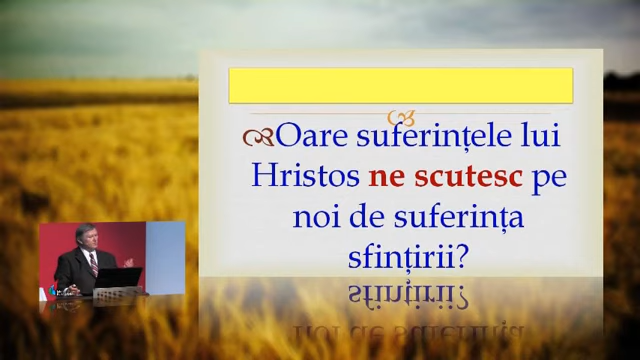 Oare suferințele lui
Hristos ne scutesc pe
noi de suferința
sfințirii?